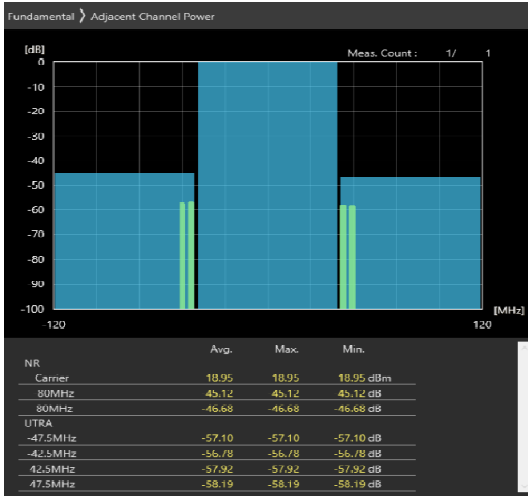 Fundamental ❯ Adjacent Channel Power
[dB]
Meas. Count : 1/ 1
0
-10
-20
-30
-40
-50
-60
-70
-80
90
-100
[MHz]
-120 120
Avg. Max. Min.
NR
Carrier 18.95 18.95 18.95 dBm
80MHz 45.12 45.12 45.12 dB
80MHz -46.68 -46.68 -46.68 dB
UTRA
-47.5MHz -57.10 -57.10 -57.10 dB
-42.5MHz -56.78 -56.78 -56.78 dB
42.5MHz -57.92 -57.92 -57.92 dB
47.5MHz -58.19 -58.19 -58.19 dB